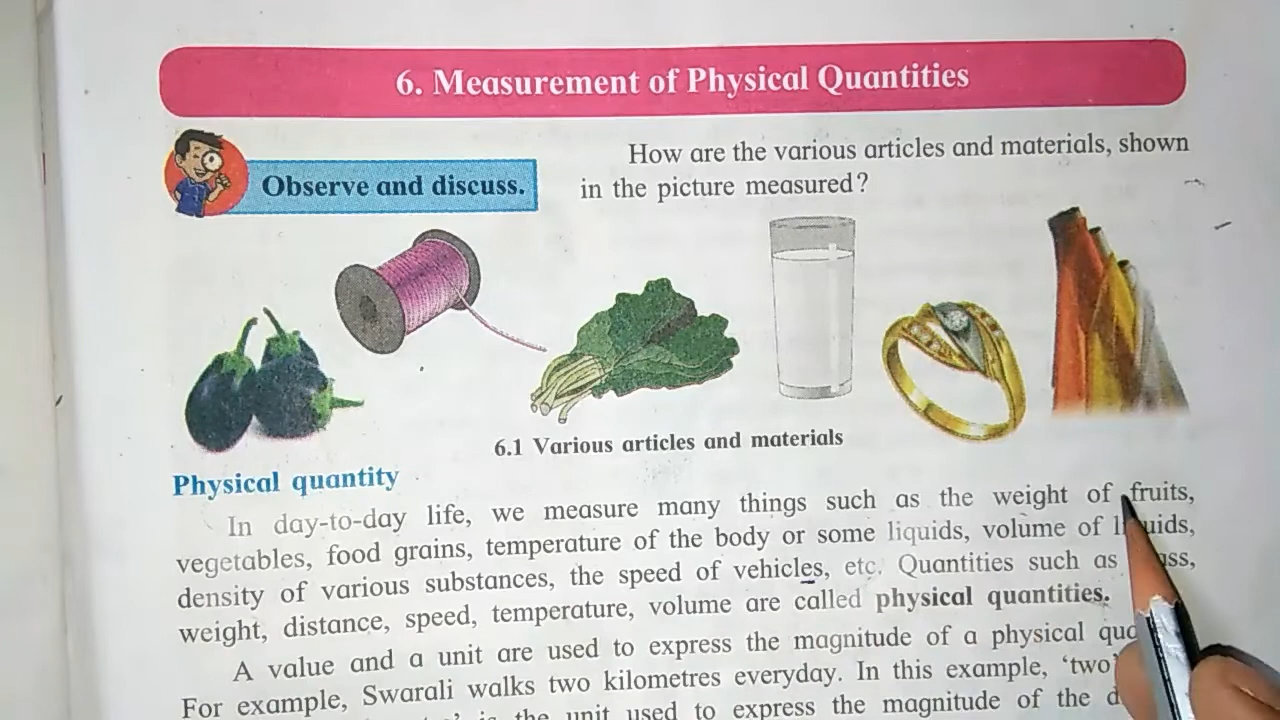 6. Measurement of Physical Quantities
Observe and discuss.
How are the various articles and materials, shown
in the picture measured?
6.1 Various articles and materials
Physical quantity
In day-to-day life, we measure many things such as the weight of fruits,
vegetables, food grains, temperature of the body or some liquids, volume of
density of various substances, the speed of vehicles, etc. Quantities such as
weight, distance, speed, temperature, volume are called physical quantities.
A value and a unit are used to express the magnitude of a physical
For example, Swarali walks two kilometres everyday. In this example, ‘two’
is the unit used to express the magnitude of the